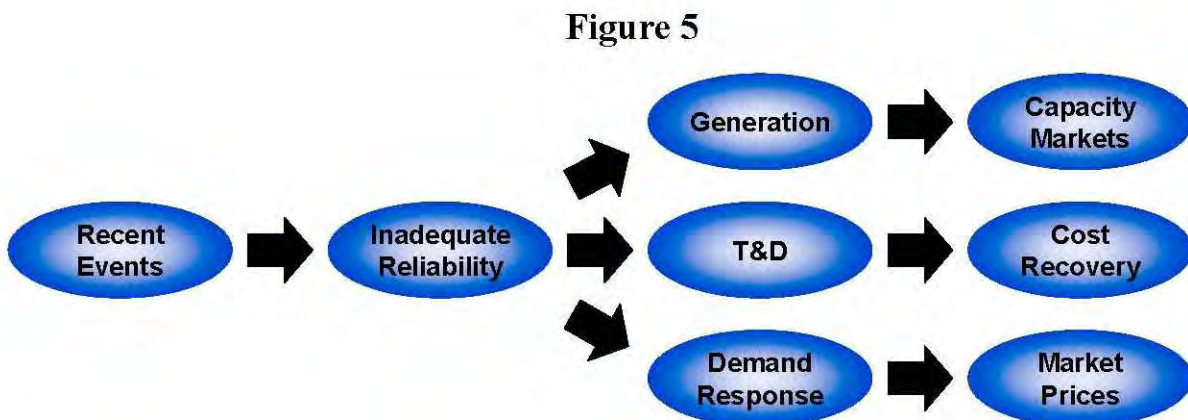 Figure 5
Generation
Capacity
Markets
Recent
Events
Inadequate
Reliability
T&D
Cost
Recovery
Demand
Response
Market
Prices